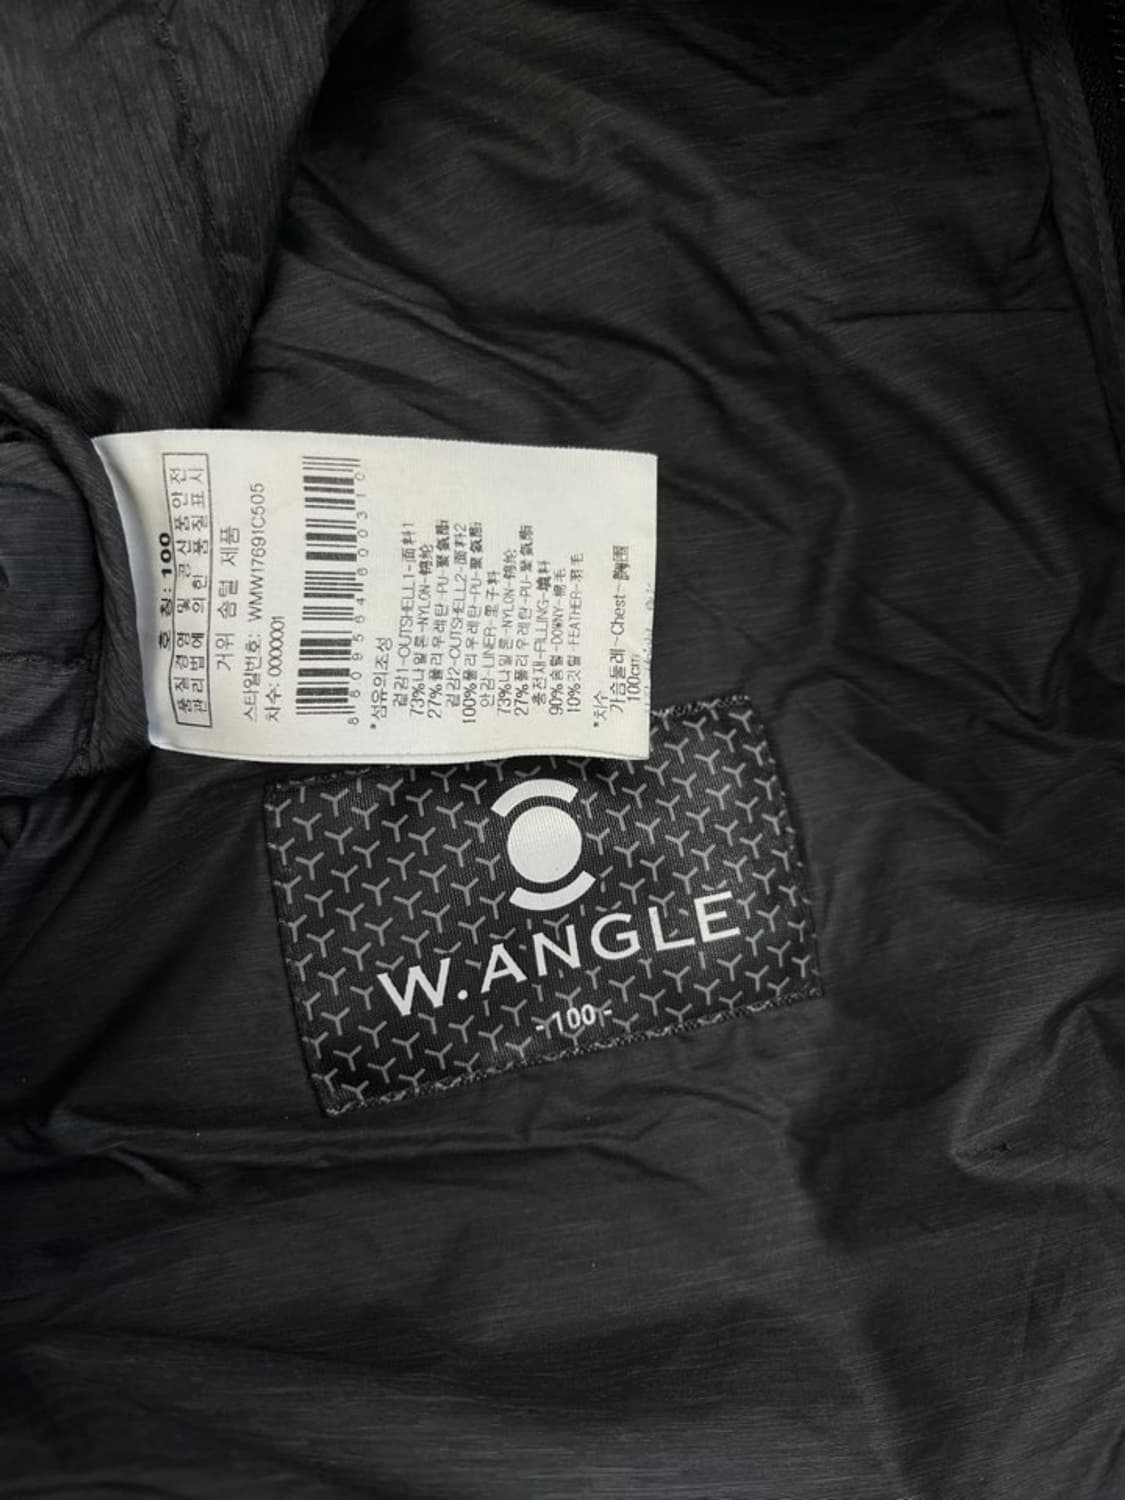 호 칭: 100
품질경영 및 공산품안전
관리법에 의한 품질표시
거위 솜털 제품
스타일번호: WMW17691C505
차수: 0000001
8809564600310
*섬유의조성
겉감1-OUTSHELL1-面料1
73%나일론-NYLON-锦纶
27%폴리우레탄-PU-聚氨酯
겉감2-OUTSHELL2-面料2
100%폴리우레탄-PU-聚氨酯
안감-LINER-里子料
73%나일론-NYLON-锦纶
27%폴리우레탄-PU-聚氨酯
충전재-FILLING-填料
90%솜털-DOWNY-棉毛
10%깃털-FEATHER-羽毛
*치수
가슴둘레-Chest-胸围
100cm
W.ANGLE
-100-